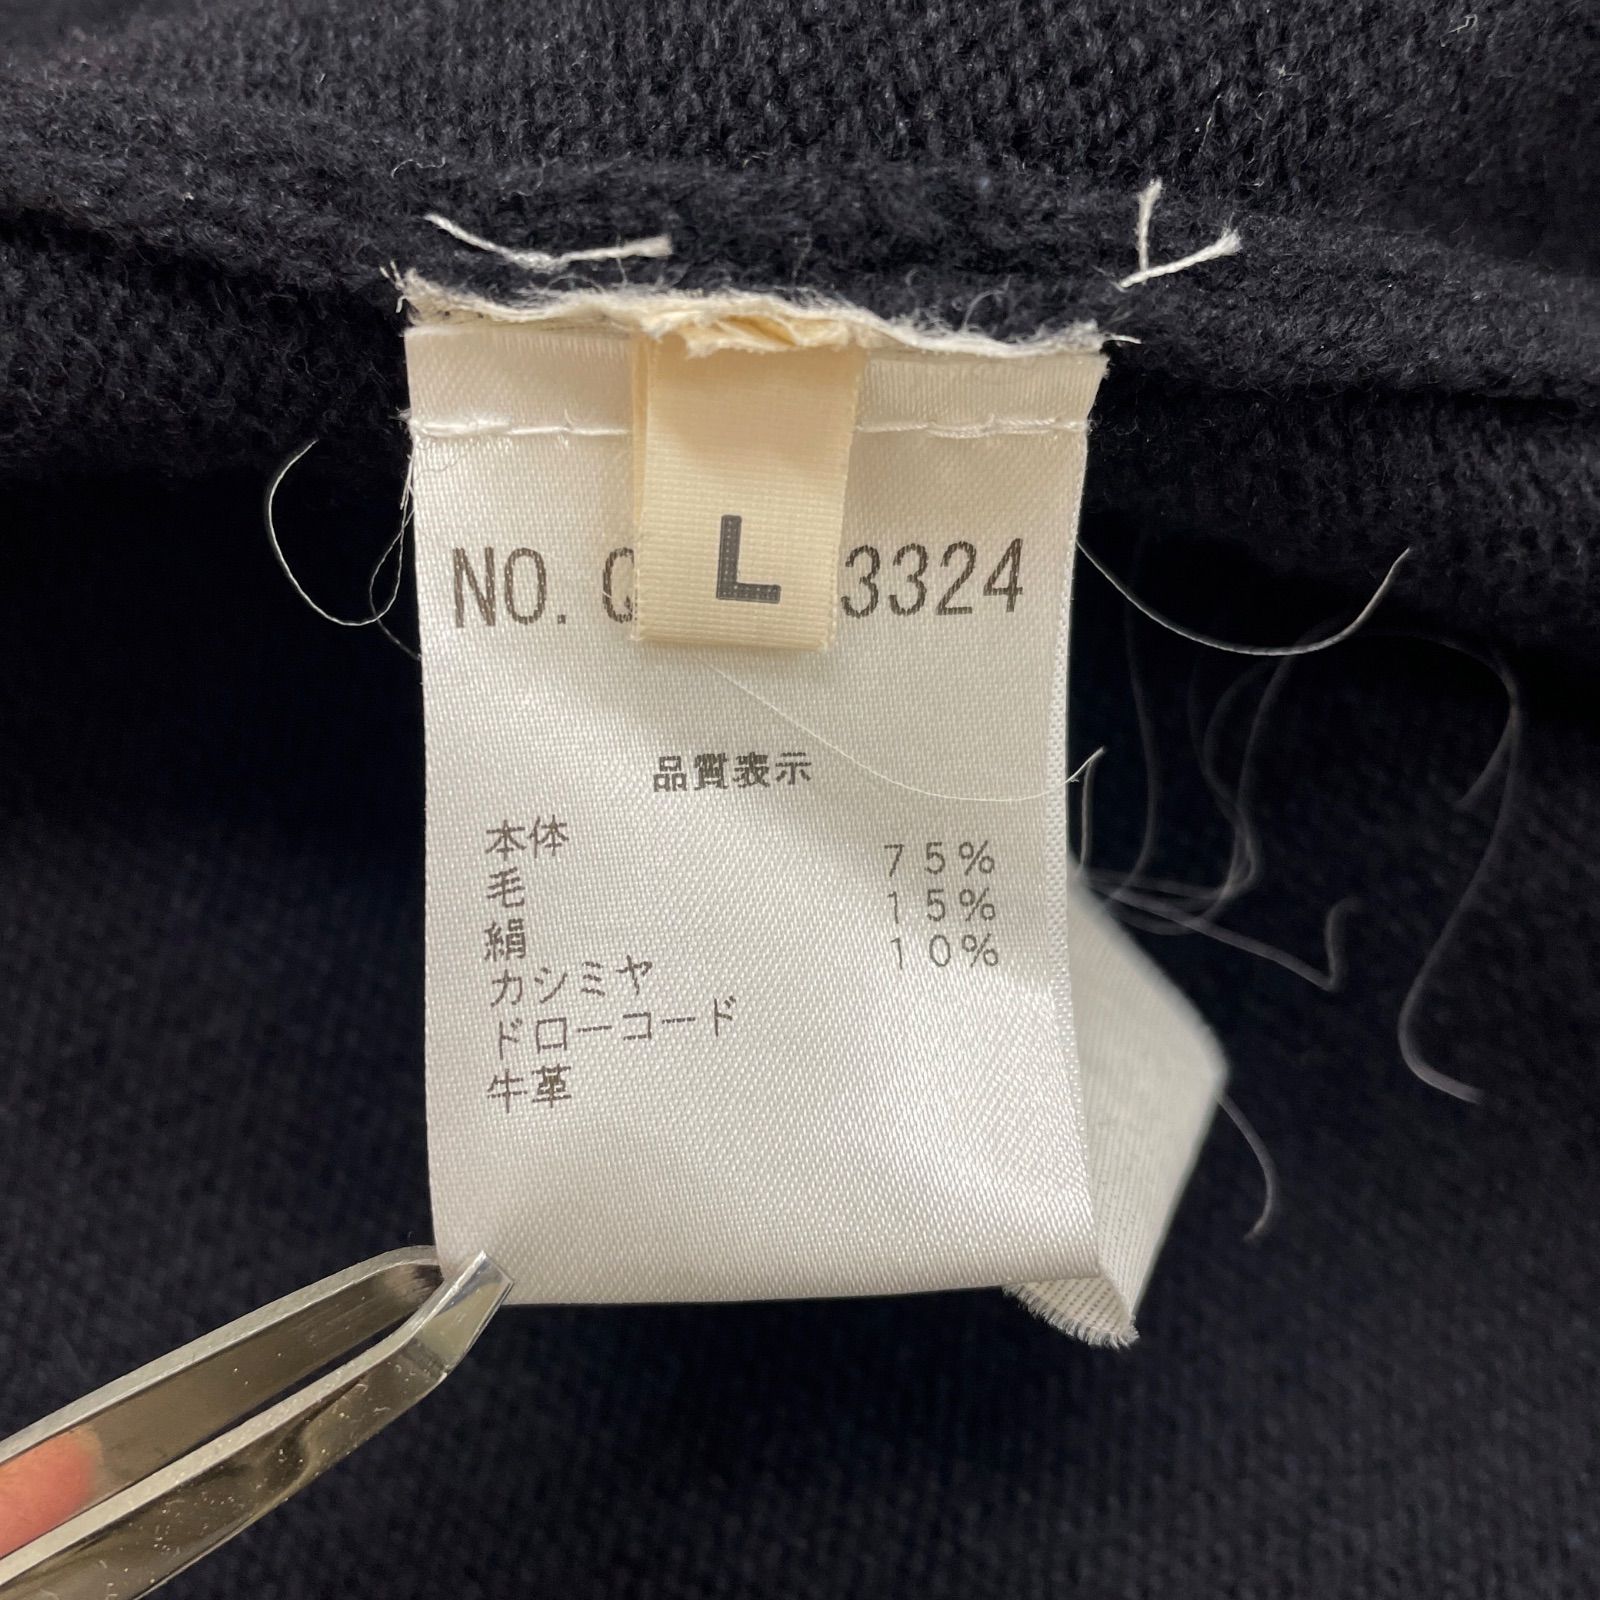 L
NO. 3324
品質表示
本体
毛 75%
絹 15%
カシミヤ 10%
ドローコード
牛革